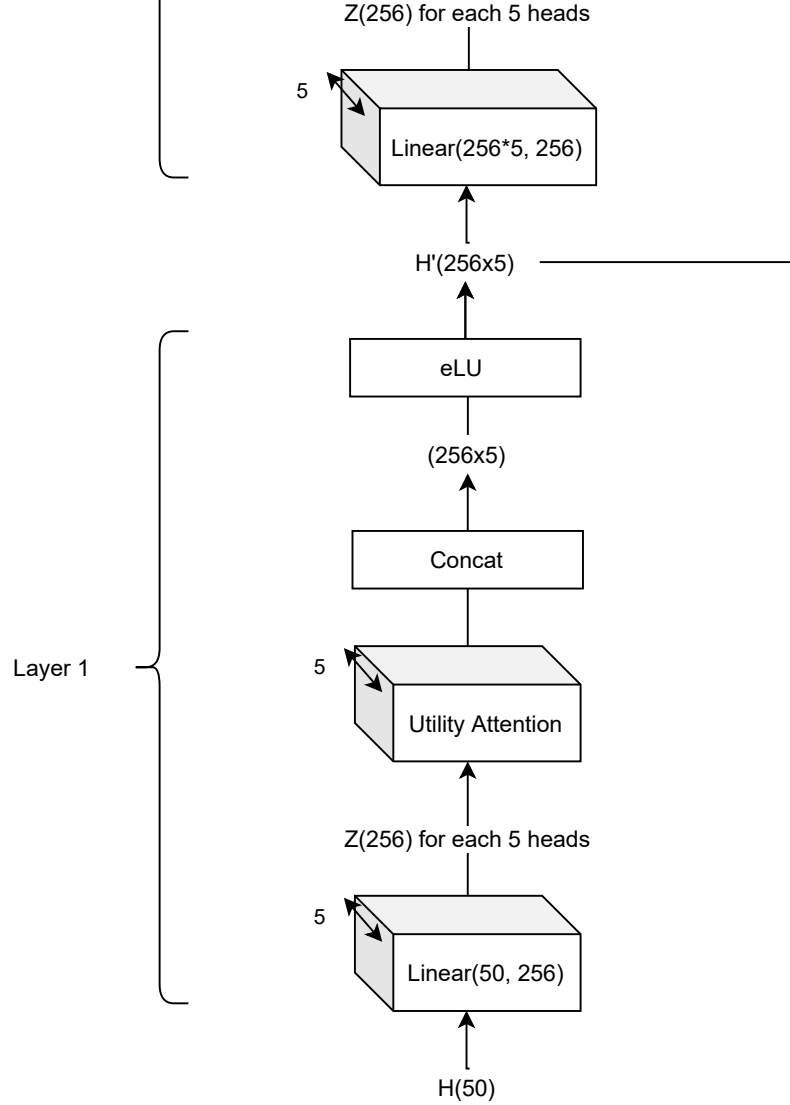 Z(256) for each 5 heads
5
Linear(256*5, 256)
H'(256x5)
eLU
(256x5)
Concat
Layer 1
5
Utility Attention
Z(256) for each 5 heads
5
Linear(50, 256)
H(50)